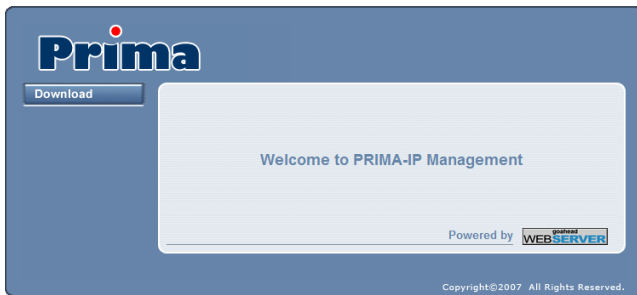 Prima
Download
Welcome to PRIMA-IP Management
Powered by
goahead
WEBSERVER
Copyright©2007 All Rights Reserved.